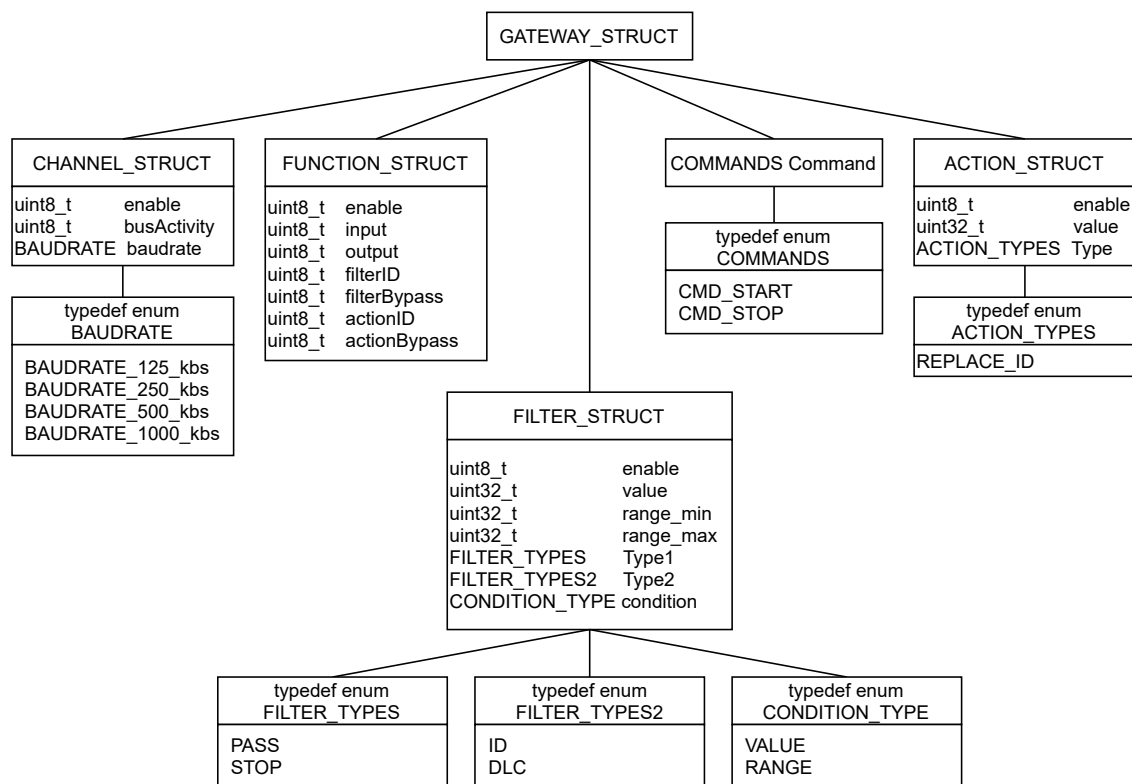 GATEWAY_STRUCT
CHANNEL_STRUCT
uint8_t enable
uint8_t busActivity
BAUDRATE baudrate
typedef enum
BAUDRATE
BAUDRATE_125_kbs
BAUDRATE_250_kbs
BAUDRATE_500_kbs
BAUDRATE_1000_kbs
FUNCTION_STRUCT
uint8_t enable
uint8_t input
uint8_t output
uint8_t filterID
uint8_t filterBypass
uint8_t actionID
uint8_t actionBypass
COMMANDS Command
typedef enum
COMMANDS
CMD_START
CMD_STOP
ACTION_STRUCT
uint8_t enable
uint32_t value
ACTION_TYPES Type
typedef enum
ACTION_TYPES
REPLACE_ID
FILTER_STRUCT
uint8_t enable
uint32_t value
uint32_t range_min
uint32_t range_max
FILTER_TYPES Type1
FILTER_TYPES2 Type2
CONDITION_TYPE condition
typedef enum
FILTER_TYPES
PASS
STOP
typedef enum
FILTER_TYPES2
ID
DLC
typedef enum
CONDITION_TYPE
VALUE
RANGE